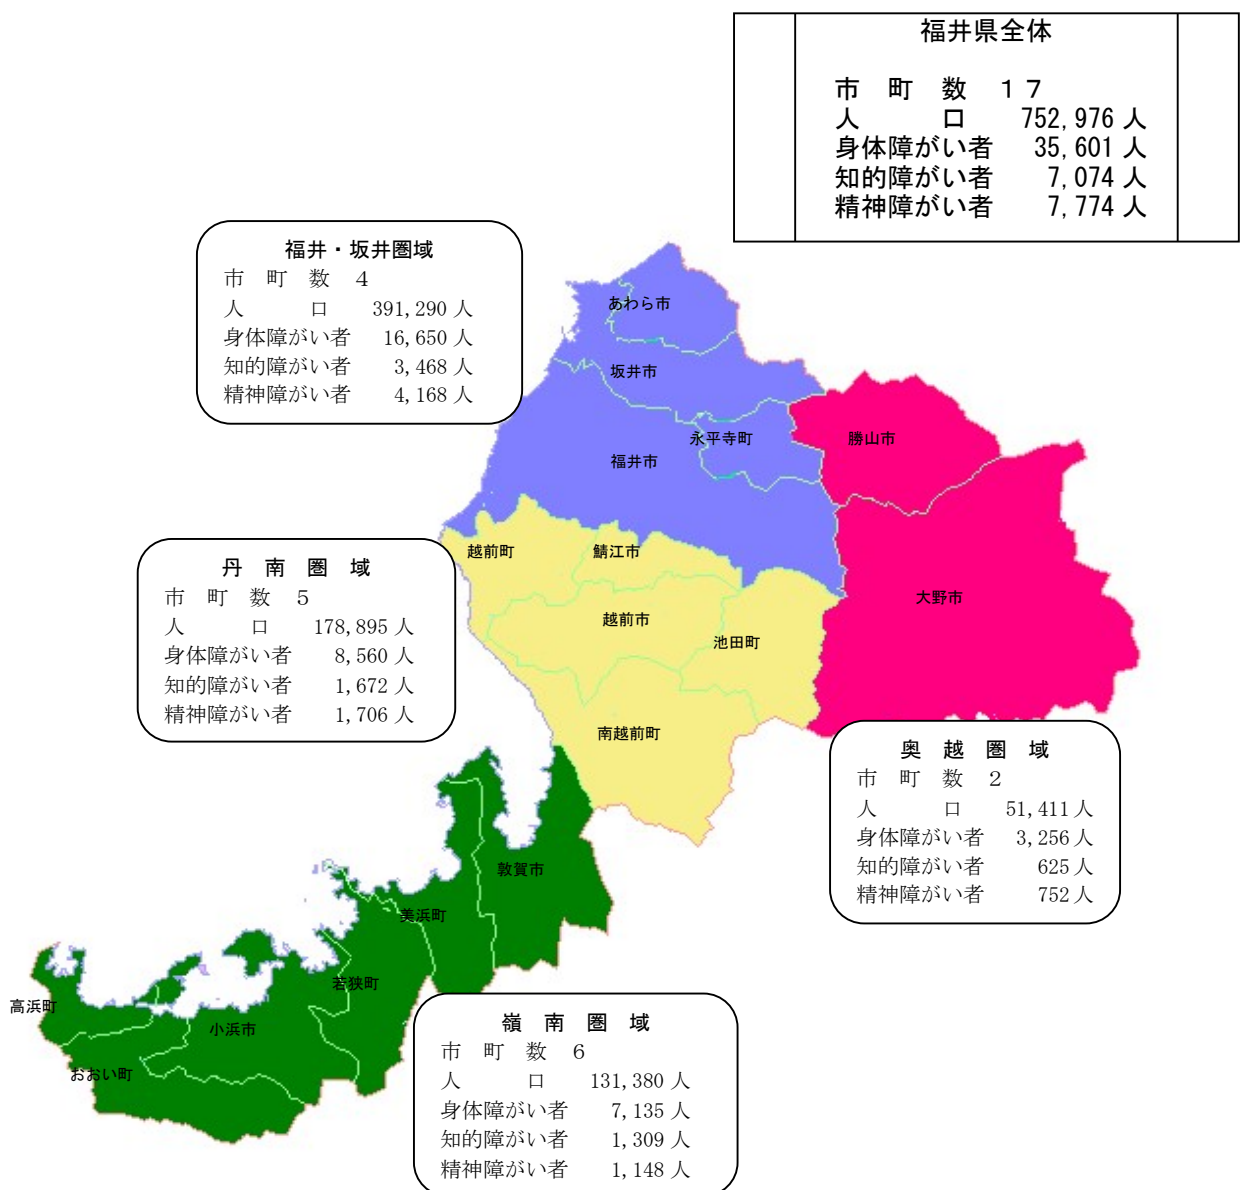 福井県全体
市 町 数 １７
人 口 752,976 人
身体障がい者 35,601 人
知的障がい者 7,074 人
精神障がい者 7,774 人
福井・坂井圏域
市 町 数 ４
人 口 391,290 人
身体障がい者 16,650 人
知的障がい者 3,468 人
精神障がい者 4,168 人
あわら市
坂井市
永平寺町
勝山市
福井市
越前町
鯖江市
大野市
越前市
池田町
南越前町
丹 南 圏 域
市 町 数 ５
人 口 178,895 人
身体障がい者 8,560 人
知的障がい者 1,672 人
精神障がい者 1,706 人
奥 越 圏 域
市 町 数 ２
人 口 51,411 人
身体障がい者 3,256 人
知的障がい者 625 人
精神障がい者 752 人
敦賀市
美浜町
若狭町
高浜町
小浜市
おおい町
嶺 南 圏 域
市 町 数 ６
人 口 131,380 人
身体障がい者 7,135 人
知的障がい者 1,309 人
精神障がい者 1,148 人